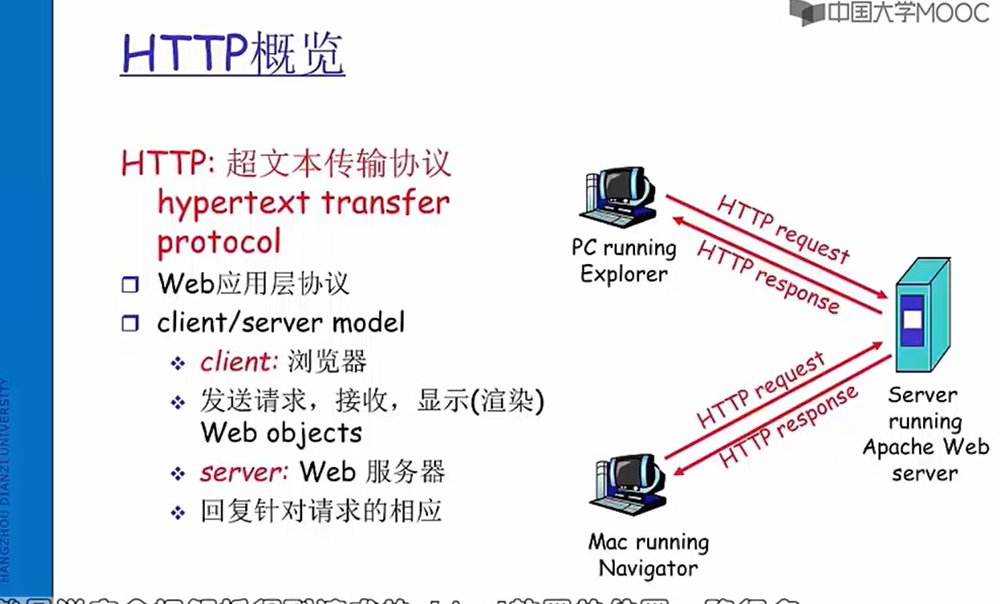 中国大学MOOC
HTTP概览
HTTP: 超文本传输协议
hypertext transfer
protocol
Web应用层协议
client/server model
client: 浏览器
发送请求，接收，显示(渲染)
Web objects
server: Web 服务器
回复针对请求的相应
HTTP request
HTTP response
PC running
Explorer
HTTP request
HTTP response
Server
running
Apache Web
server
Mac running
Navigator
HANGZHOU DIANZI UNIVERSITY